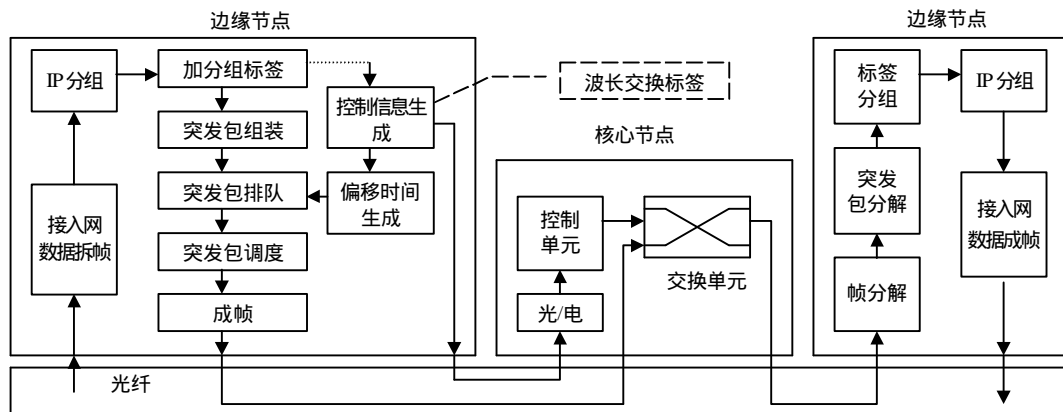 边缘节点
IP 分组
加分组标签
控制信息生
成
波长交换标签
突发包组装
突发包排队
偏移时间
生成
接入网
数据拆帧
突发包调度
成帧
核心节点
控制
单元
交换单元
光/电
边缘节点
标签
分组
IP 分组
突发
包分解
接入网
数据成帧
帧分解
光纤